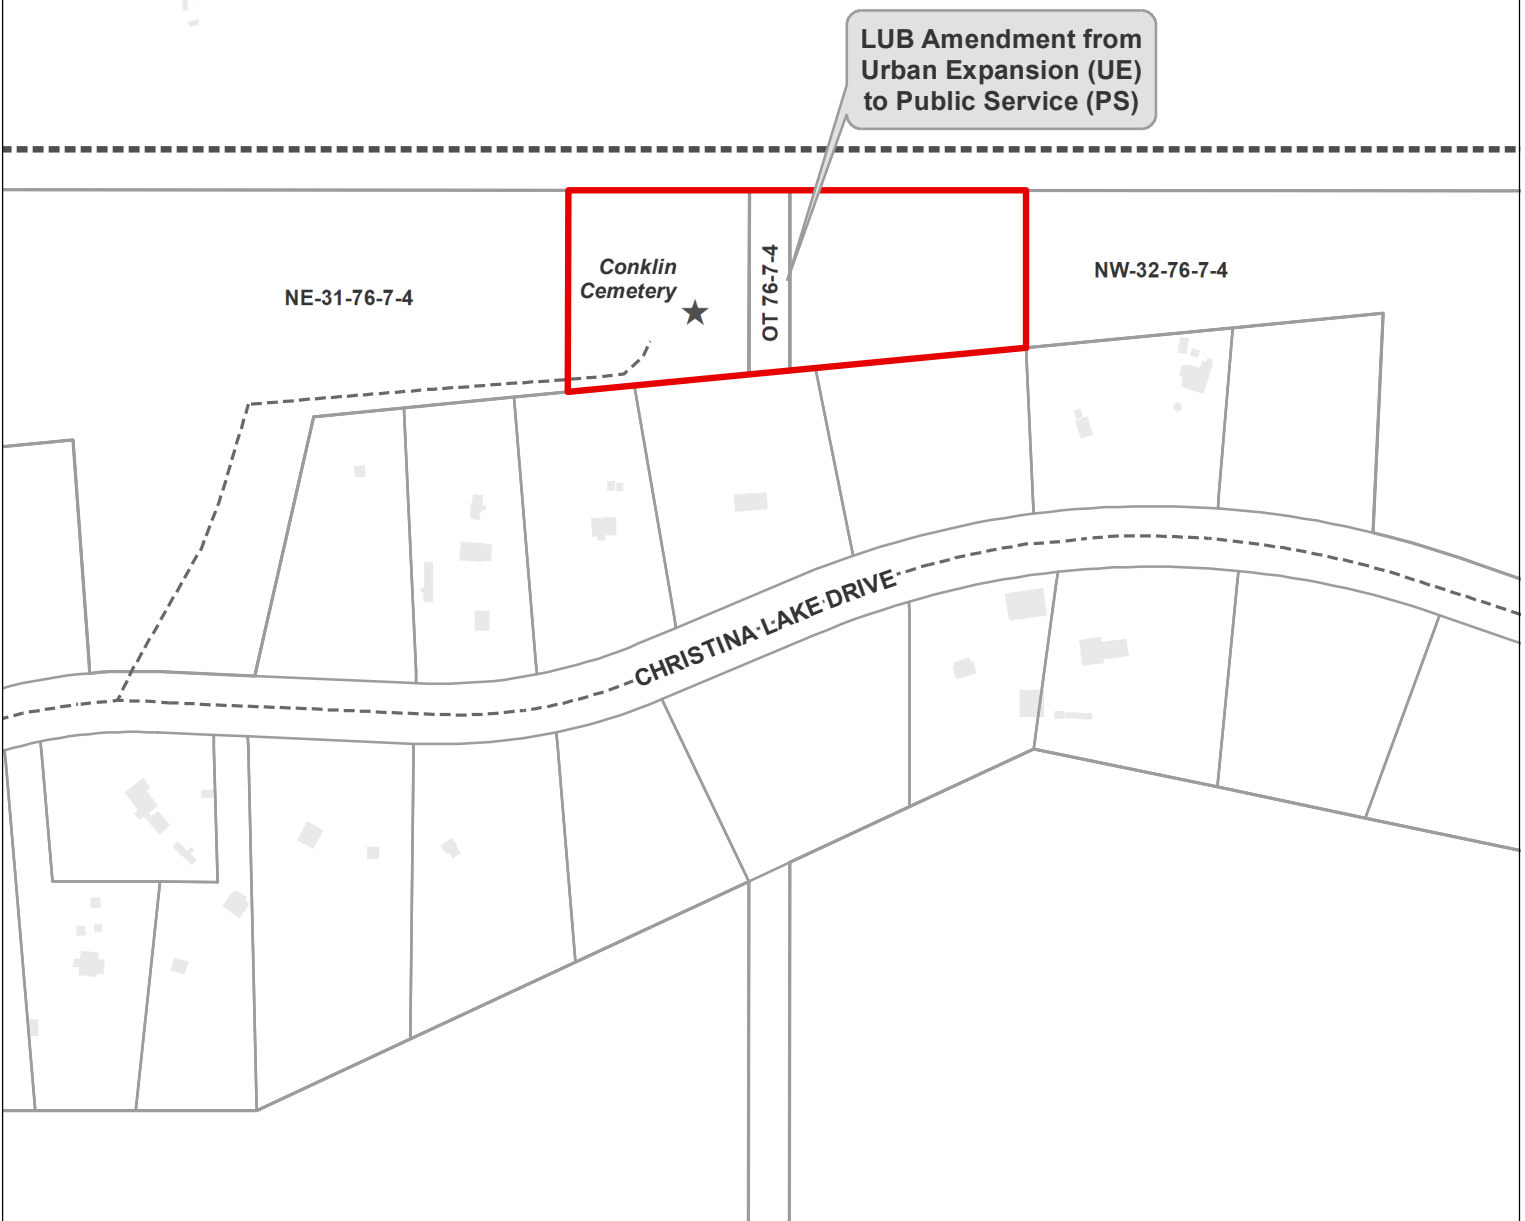 LUB Amendment from
Urban Expansion (UE)
to Public Service (PS)
Conklin
Cemetery
OT 76-7-4
NE-31-76-7-4
NW-32-76-7-4
CHRISTINA LAKE DRIVE